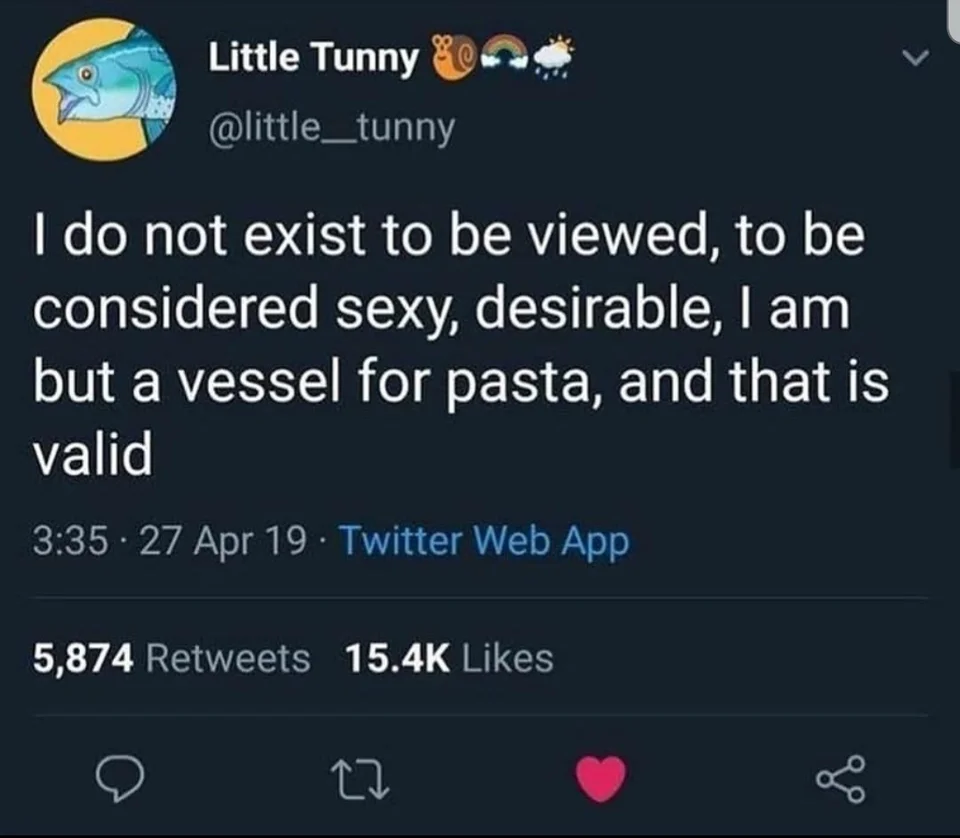 Little Tunny 🐌🌈🌦
@little__tunny
I do not exist to be viewed, to be
considered sexy, desirable, I am
but a vessel for pasta, and that is
valid
3:35 · 27 Apr 19 · Twitter Web App
5,874 Retweets 15.4K Likes